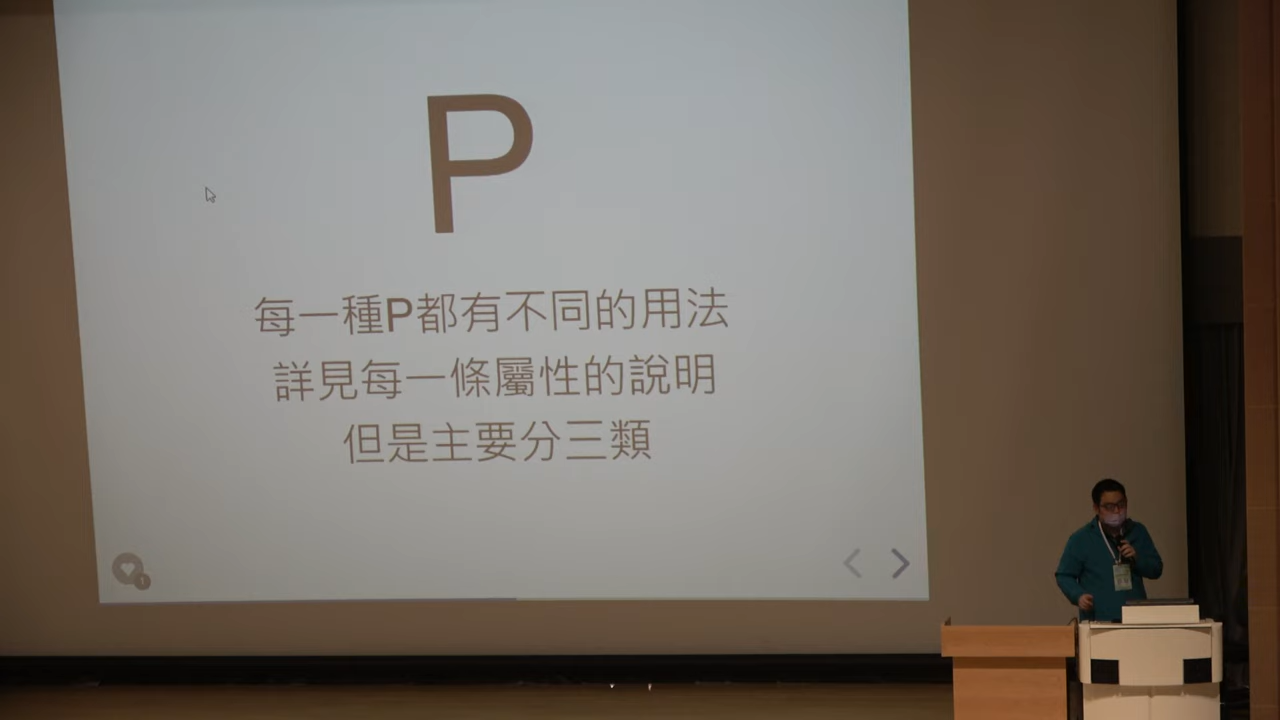 P
每一種P都有不同的用法
詳見每一條屬性的說明
但是主要分三類